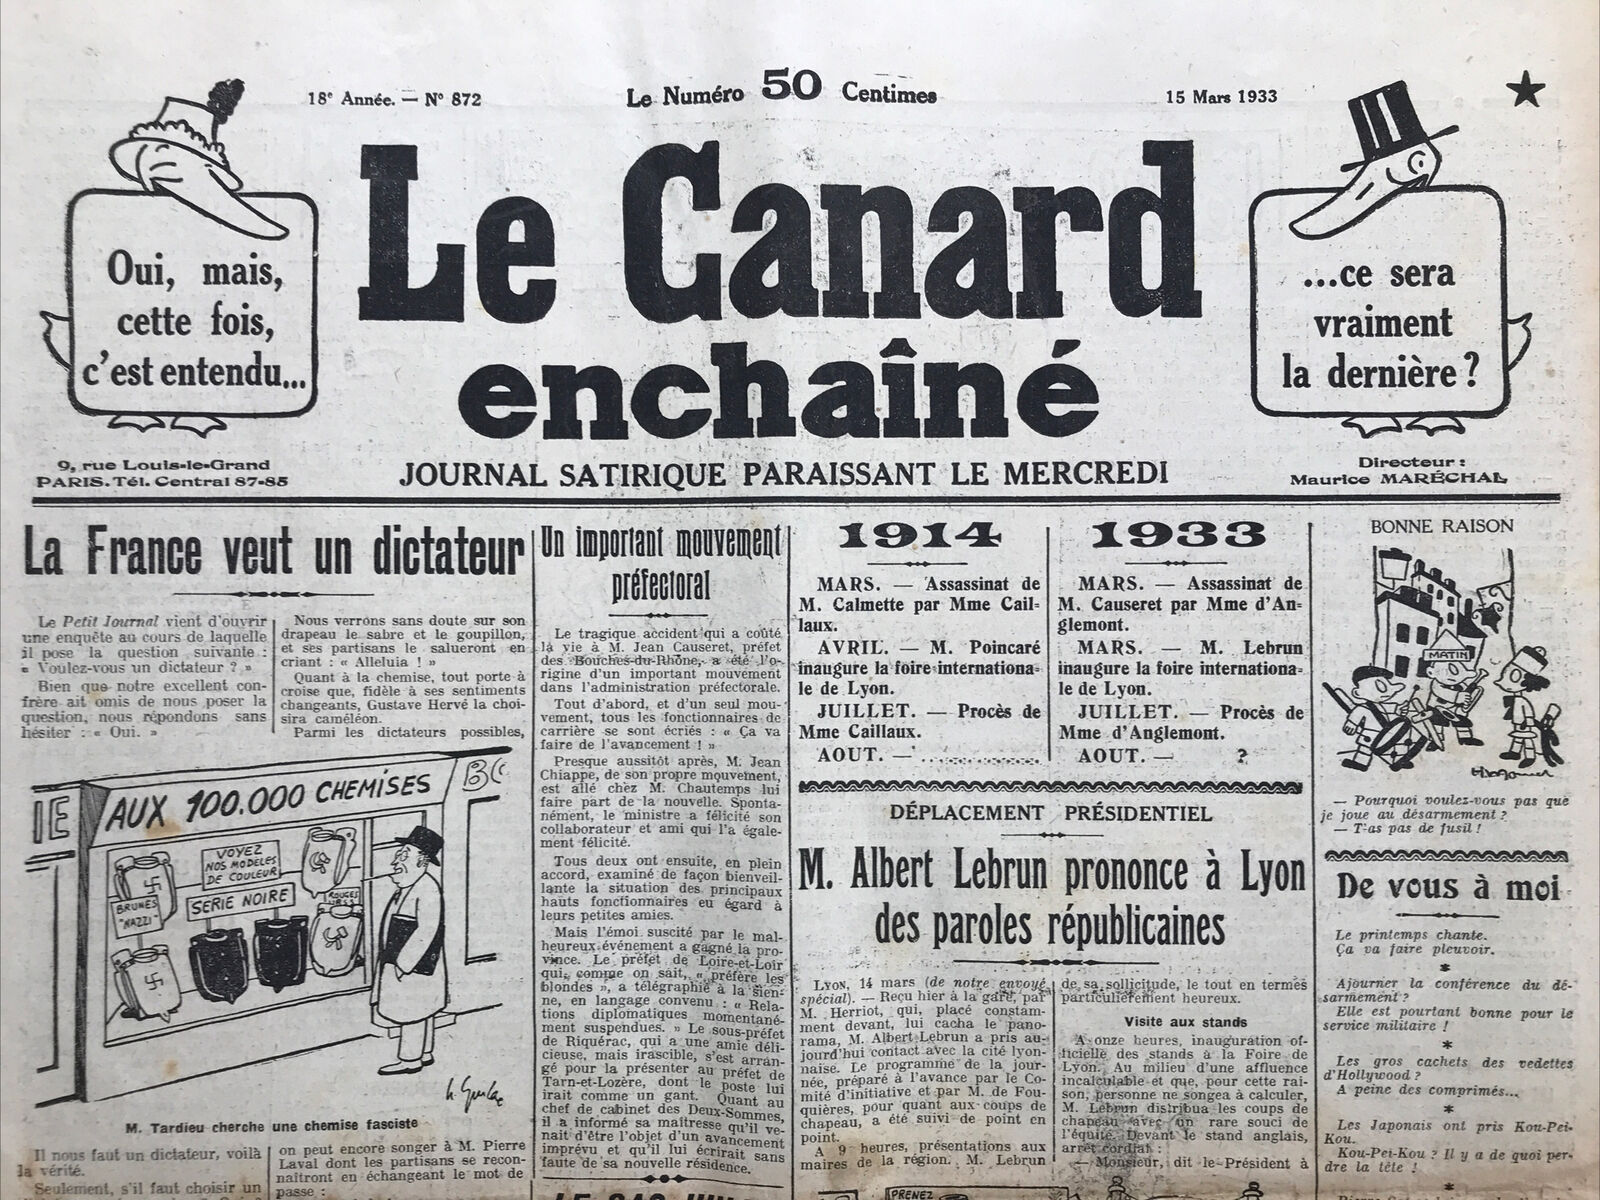 18e Année. — No 872
Le Numéro 50 Centimes
15 Mars 1933
Oui, mais,
cette fois,
c'est entendu...
Le Canard
enchaîné
...ce sera
vraiment
la dernière ?
9, rue Louis-le-Grand
PARIS. Tél. Central 87-85
JOURNAL SATIRIQUE PARAISSANT LE MERCREDI
Directeur :
Maurice MARÉCHAL
La France veut un dictateur
Le Petit Journal vient d'ouvrir
une enquête au cours de laquelle
il pose la question suivante :
« Voulez-vous un dictateur ? »
Bien que notre excellent con-
frère ait omis de nous poser la
question, nous répondons sans
hésiter : « Oui. »
Nous verrons sans doute sur son
drapeau le sabre et le goupillon,
et ses partisans le salueront en
criant : « Alleluia ! »
Quant à la chemise, tout porte à
croire que, fidèle à ses sentiments
changeants, Gustave Hervé la choi-
sira caméléon.
Parmi les dictateurs possibles,
IE
AUX 100.000 CHEMISES
VOYEZ
NOS MODÈLES
DE COULEUR
BRUNES
"NAZZI"
SERIE NOIRE
ROUGES
M. Tardieu cherche une chemise fasciste
Il nous faut un dictateur, voilà
la vérité.
Seulement, s'il faut choisir un
on peut encore songer à M. Pierre
Laval dont les partisans se recon-
naîtront en échangeant le mot de
passe :
Un important mouvement
préfectoral
Le tragique accident qui a coûté
la vie à M. Jean Causeret, préfet
des Bouches-du-Rhône, a été l'o-
rigine d'un important mouvement
dans l'administration préfectorale.
Tout d'abord, et d'un seul mou-
vement, tous les fonctionnaires de
carrière se sont écriés : « Ça va
faire de l'avancement ! »
Presque aussitôt après, M. Jean
Chiappe, de son propre mouvement,
est allé chez M. Chautemps lui
faire part de la nouvelle. Sponta-
nément, le ministre a félicité son
collaborateur et ami qui l'a égale-
ment félicité.
Tous deux ont ensuite, en plein
accord, examiné de façon bienveil-
lante la situation des principaux
hauts fonctionnaires eu égard à
leurs petites amies.
Mais l'émoi suscité par le mal-
heureux événement a gagné la pro-
vince. Le préfet de Loire-et-Loir
qui, comme on sait, « préfère les
blondes », a télégraphié à la sien-
ne, en langage convenu : « Rela-
tions diplomatiques momentané-
ment suspendues. » Le sous-préfet
de Riquérac, qui a une amie déli-
cieuse, mais irascible, s'est arran-
gé pour la présenter au préfet de
Tarn-et-Lozère, dont le poste lui
irait comme un gant. Quant au
chef de cabinet des Deux-Sommes,
il a informé sa maîtresse qu'il ve-
nait d'être l'objet d'un avancement
imprévu et qu'il lui écrirait sans
faute de sa nouvelle résidence.
1914
MARS. — Assassinat de
M. Calmette par Mme Cail-
laux.
AVRIL. — M. Poincaré
inaugure la foire internationa-
le de Lyon.
JUILLET. — Procès de
Mme Caillaux.
AOUT. — ..............
1933
MARS. — Assassinat de
M. Causeret par Mme d'An-
glemont.
MARS. — M. Lebrun
inaugure la foire internationa-
le de Lyon.
JUILLET. — Procès de
Mme d'Anglemont.
AOUT. — ?
DÉPLACEMENT PRÉSIDENTIEL
M. Albert Lebrun prononce à Lyon
des paroles républicaines
Lyon, 14 mars (de notre envoyé
spécial). — Reçu hier à la gare, par
M. Herriot, qui, placé constam-
ment devant, lui cacha le pano-
rama, M. Albert Lebrun a pris au-
jourd'hui contact avec la cité lyon-
naise. Le programme de la jour-
née, préparé à l'avance par le Co-
mité d'initiative et par M. de Fou-
quières, pour quant aux coups de
chapeau, a été suivi de point en
point.
A 9 heures, présentations aux
maires de la région. M. Lebrun
de sa sollicitude, le tout en termes
particulièrement heureux.
Visite aux stands
A onze heures, inauguration of-
ficielle des stands à la Foire de
Lyon. Au milieu d'une affluence
incalculable et que, pour cette rai-
son, personne ne songea à calculer,
M. Lebrun distribua les coups de
chapeau avec un rare souci de
l'équité. Devant le stand anglais,
arrêt cordial :
— Monsieur, dit le Président à
PRENEZ
BONNE RAISON
MATIN
— Pourquoi voulez-vous pas que
je joue au désarmement ?
— T'as pas de fusil !
De vous à moi
Le printemps chante.
Ça va faire pleuvoir.
*
Ajourner la conférence du dé-
sarmement ?
Elle est pourtant bonne pour le
service militaire !
*
Les gros cachets des vedettes
d'Hollywood ?
A peine des comprimés...
*
Les Japonais ont pris Kou-Pei-
Kou.
Kou-Pei-Kou ? Il y a de quoi per-
dre la tête !
*